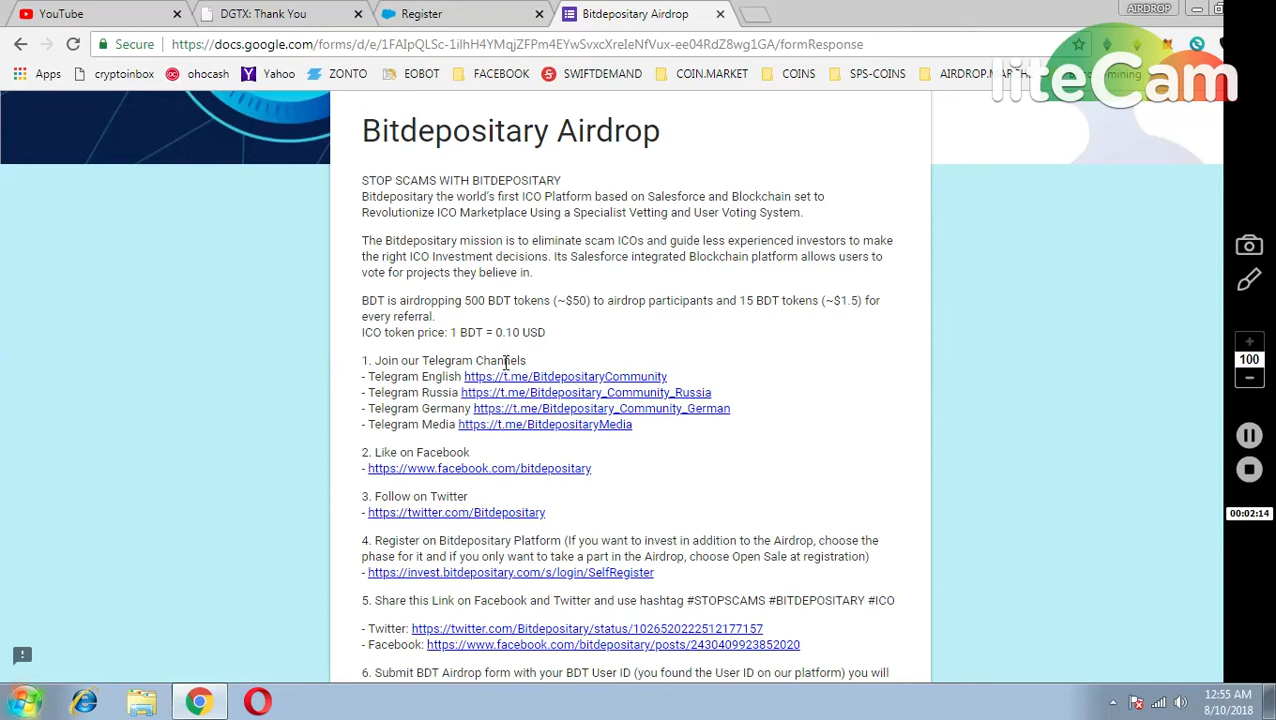 YouTube
DGTX: Thank You
Register
Bitdepositary Airdrop
AIRDROP
Secure
https://docs.google.com/forms/d/e/
QLSc-1ilhH4YMqjZFPm4EYwSvxcXreIeNfVux-ee04RdZ8wg1GA/formResponse
Apps
cryptoinbox
ohocash
Yahoo
ZONTO
EOBOT
FACEBOOK
SWIFTDEMAND
COIN.MARKET
COINS
SPS-COINS
mining
liteCam
Bitdepositary Airdrop
STOP SCAMS WITH BITDEPOSITARY
Bitdepositary the world's first ICO Platform based on Salesforce and Blockchain set to
Revolutionize ICO Marketplace Using a Specialist Vetting and User Voting System.
The Bitdepositary mission is to eliminate scam ICOs and guide less experienced investors to make
the right ICO Investment decisions. Its Salesforce integrated Blockchain platform allows users to
vote for projects they believe in.
BDT is airdropping 500 BDT tokens (~$50) to airdrop participants and 15 BDT tokens (~$1.5) for
every referral.
ICO token price: 1 BDT = 0.10 USD
1. Join our Telegram Channels
- Telegram English https://t.me/BitdepositaryCommunity
- Telegram Russia https://t.me/Bitdepositary_Community_Russia
- Telegram Germany https://t.me/Bitdepositary_Community_German
- Telegram Media https://t.me/BitdepositaryMedia
2. Like on Facebook
- https://www.facebook.com/bitdepositary
3. Follow on Twitter
- https://twitter.com/Bitdepositary
4. Register on Bitdepositary Platform (If you want to invest in addition to the Airdrop, choose the
phase for it and if you only want to take a part in the Airdrop, choose Open Sale at registration)
- https://invest.bitdepositary.com/s/login/SelfRegister
5. Share this Link on Facebook and Twitter and use hashtag #STOPSCAMS #BITDEPOSITARY #ICO
- Twitter: https://twitter.com/Bitdepositary/status/1026520222512177157
- Facebook: https://www.facebook.com/bitdepositary/posts/2430409923852020
6. Submit BDT Airdrop form with your BDT User ID (you found the User ID on our platform) you will
100
00:02:14
12:55 AM
8/10/2018